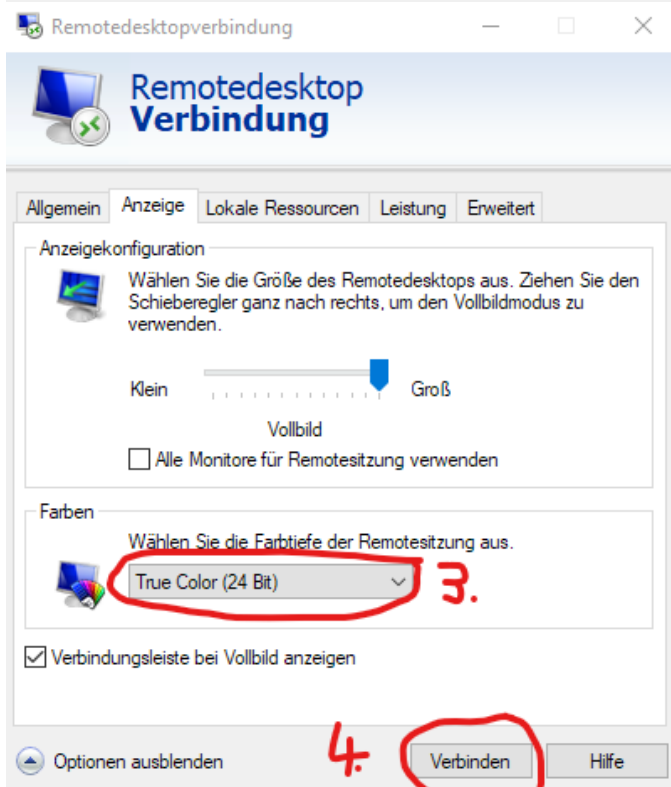 Remotedesktopverbindung
Remotedesktop
Verbindung
Allgemein Anzeige Lokale Ressourcen Leistung Erweitert
Anzeigekonfiguration
Wählen Sie die Größe des Remotedesktops aus. Ziehen Sie den
Schieberegler ganz nach rechts, um den Vollbildmodus zu
verwenden.
Klein Groß
Vollbild
Alle Monitore für Remotesitzung verwenden
Farben
Wählen Sie die Farbtiefe der Remotesitzung aus.
True Color (24 Bit) 3.
Verbindungsleiste bei Vollbild anzeigen
Optionen ausblenden 4. Verbinden Hilfe